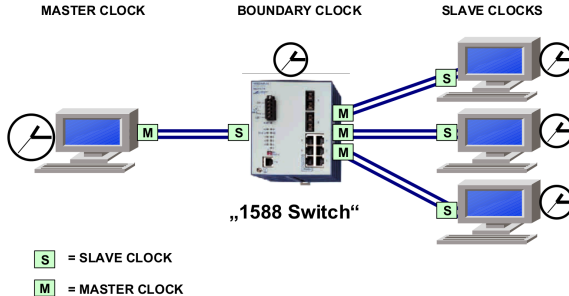 MASTER CLOCK
BOUNDARY CLOCK
SLAVE CLOCKS
M
S
M
M
M
S
S
S
„1588 Switch“
S = SLAVE CLOCK
M = MASTER CLOCK